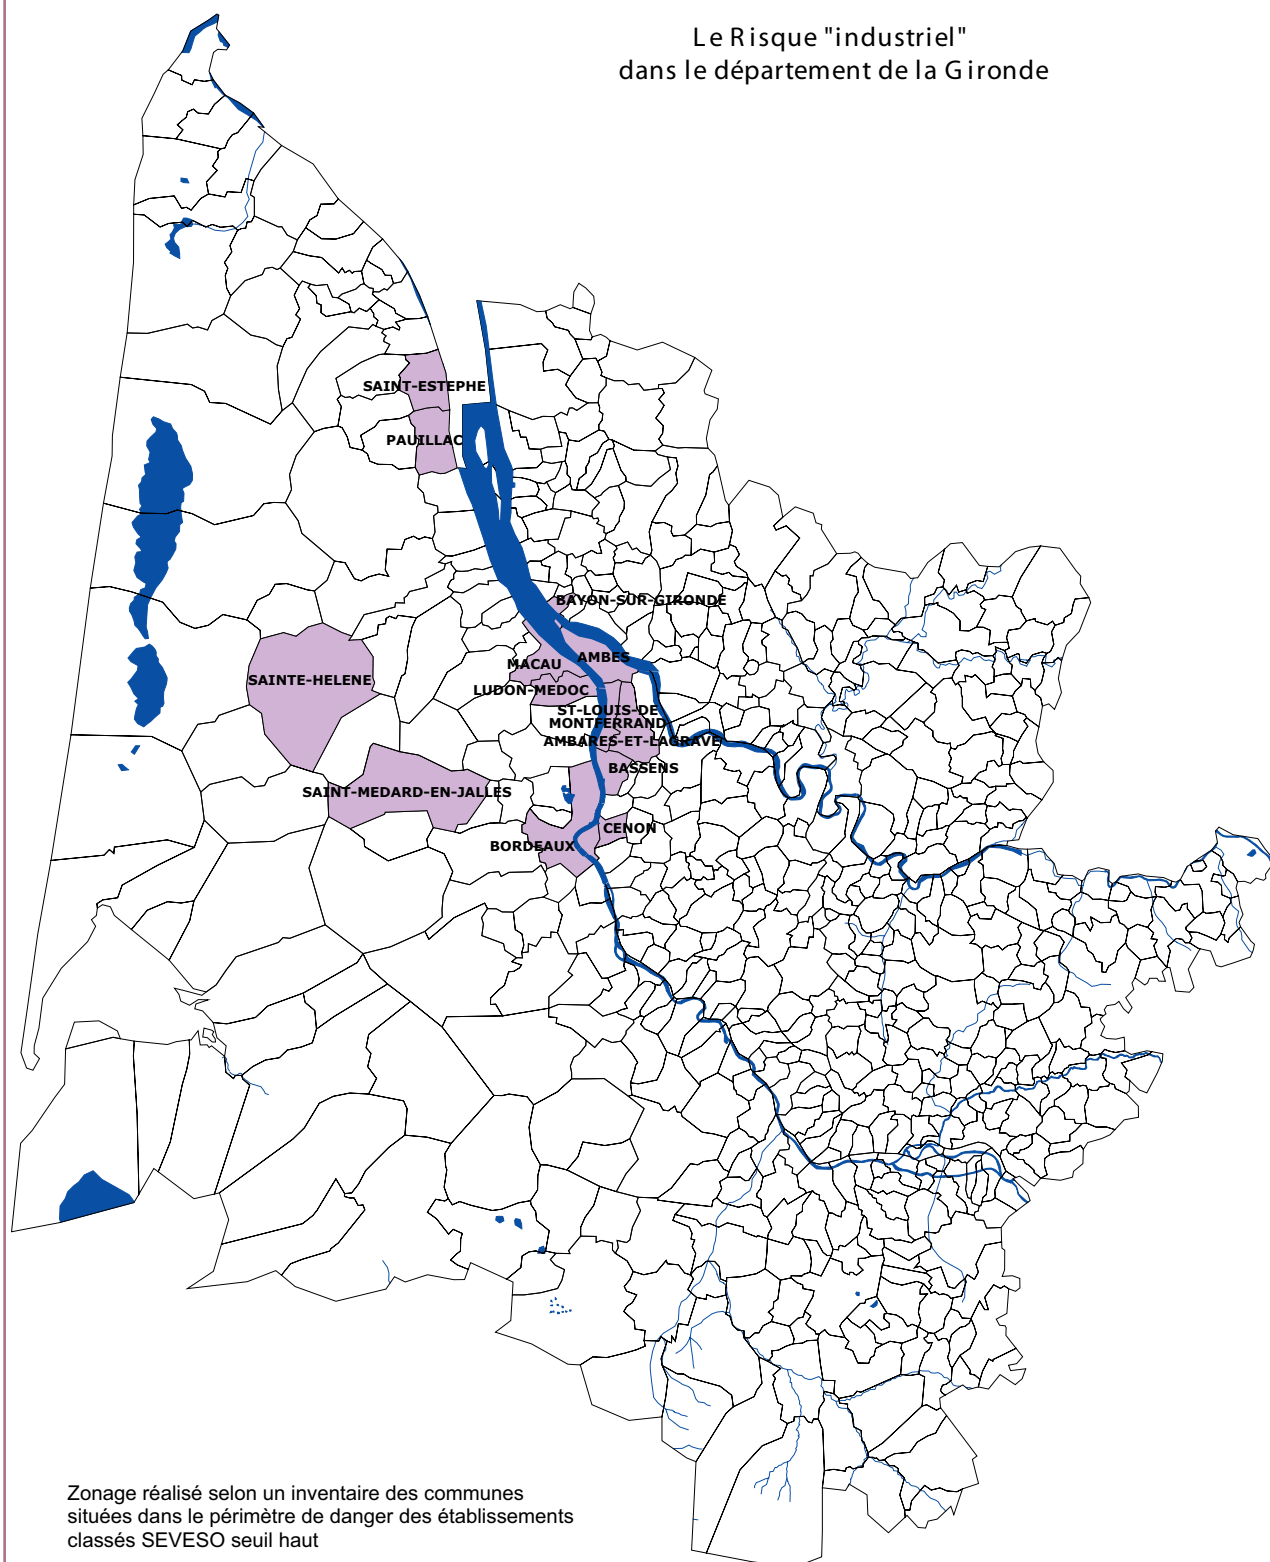 Le Risque "industriel"
dans le département de la Gironde
SAINT-ESTEPHE
PAUILLAC
BAYON-SUR-GIRONDE
AMBES
MACAU
SAINTE-HELENE
LUDON-MEDOC
ST-LOUIS-DE
MONTFERRAND
AMBARES-ET-LAGRAVE
BASSENS
SAINT-MEDARD-EN-JALLES
CENON
BORDEAUX
Zonage réalisé selon un inventaire des communes
situées dans le périmètre de danger des établissements
classés SEVESO seuil haut